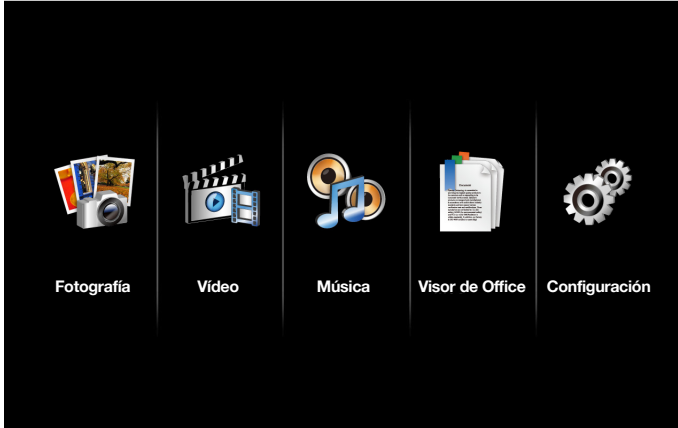 Fotografía
Vídeo
Música
Visor de Office
Configuración